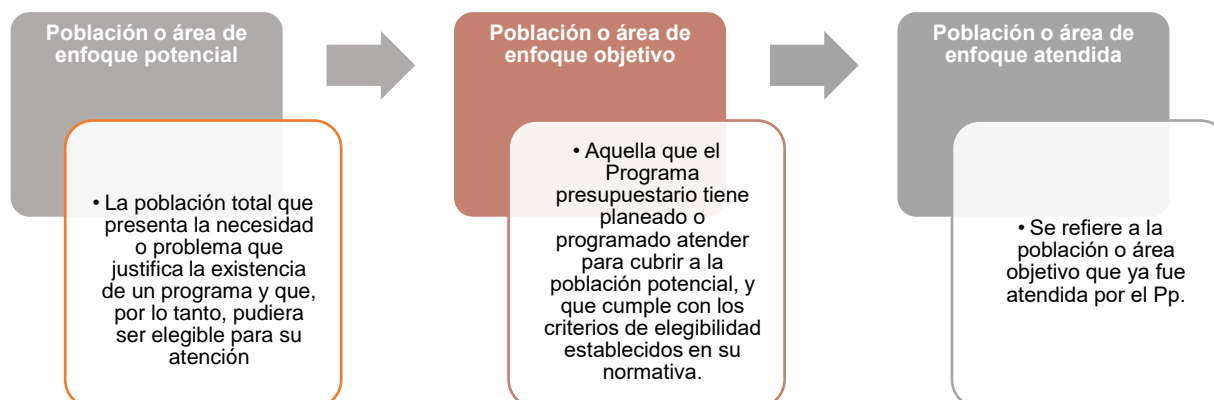 Población o área de
enfoque potencial
• La población total que
presenta la necesidad
o problema que
justifica la existencia
de un programa y que,
por lo tanto, pudiera
ser elegible para su
atención
Población o área de
enfoque objetivo
• Aquella que el
Programa
presupuestario tiene
planeado o
programado atender
para cubrir a la
población potencial, y
que cumple con los
criterios de elegibilidad
establecidos en su
normativa.
Población o área de
enfoque atendida
• Se refiere a la
población o área
objetivo que ya fue
atendida por el Pp.